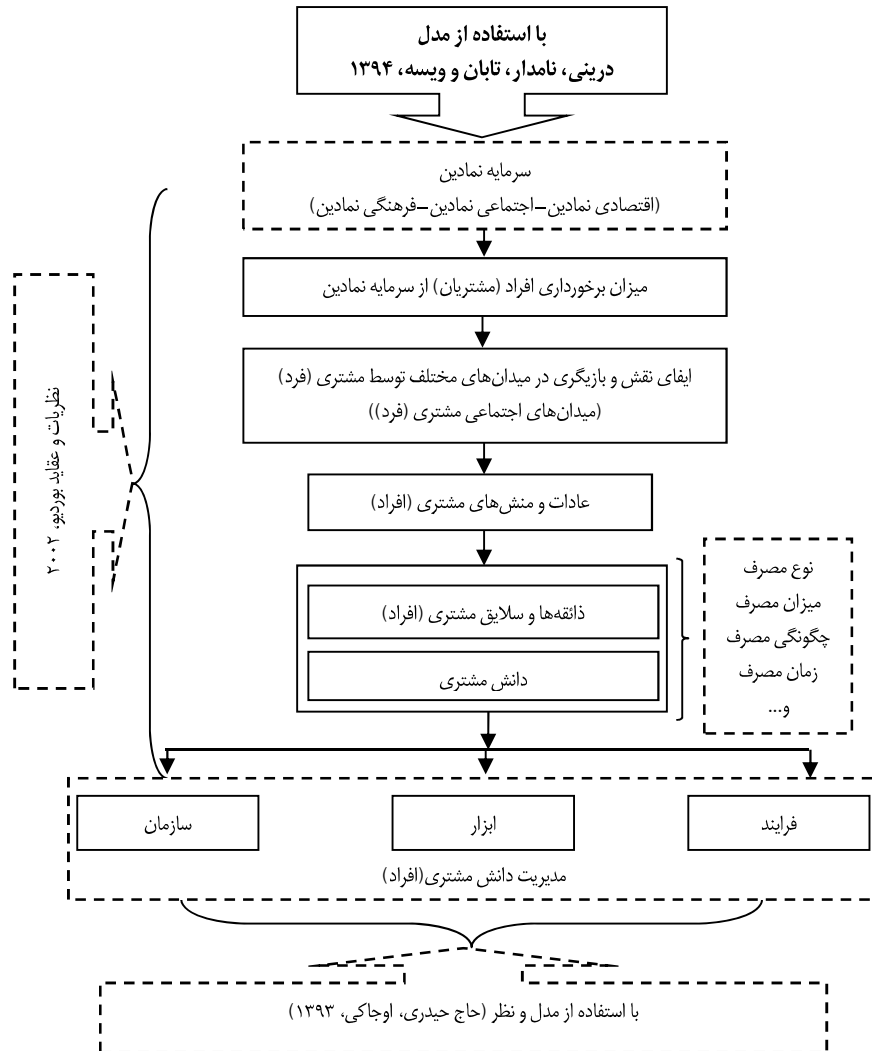 با استفاده از مدل
درینی، نامدار، تابان و ویسه، ۱۳۹۴
سرمایه نمادین
(اقتصادی نمادین–اجتماعی نمادین–فرهنگی نمادین)
میزان برخورداری افراد (مشتریان) از سرمایه نمادین
ایفای نقش و بازیگری در میدان‌های مختلف توسط مشتری (فرد)
(میدان‌های اجتماعی مشتری (فرد))
عادات و منش‌های مشتری (افراد)
ذائقه‌ها و سلایق مشتری (افراد)
دانش مشتری
نوع مصرف
میزان مصرف
چگونگی مصرف
زمان مصرف
و...
نظریات و عقاید بوردیو، ۲۰۰۲
فرایند
ابزار
سازمان
مدیریت دانش مشتری(افراد)
با استفاده از مدل و نظر (حاج حیدری، اوجاکی، ۱۳۹۳)